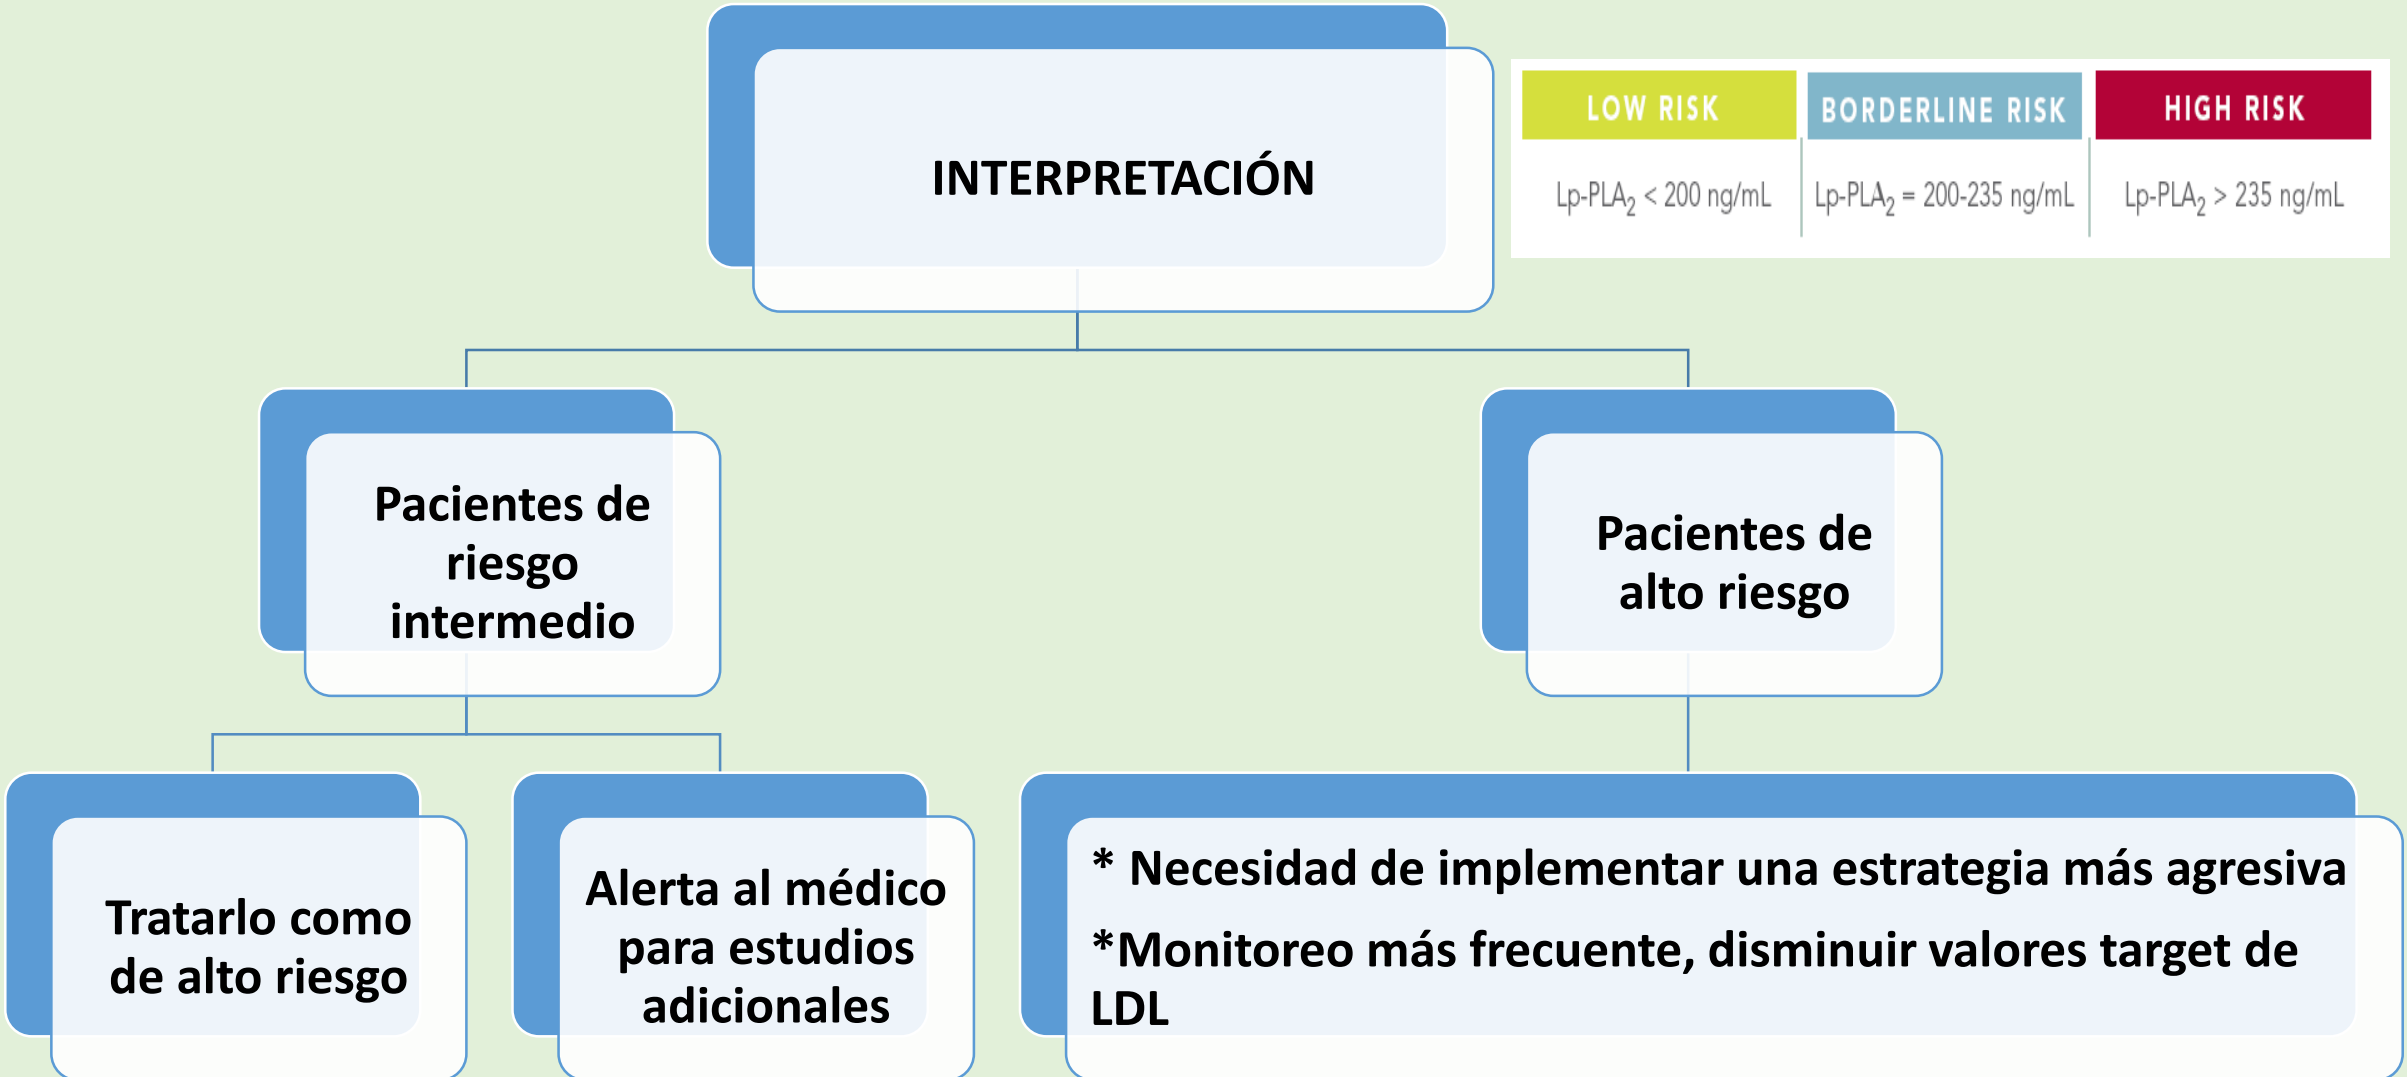 INTERPRETACIÓN
LOW RISK
BORDERLINE RISK
HIGH RISK
Lp-PLA₂ < 200 ng/mL
Lp-PLA₂ = 200-235 ng/mL
Lp-PLA₂ > 235 ng/mL
Pacientes de
riesgo
intermedio
Pacientes de
alto riesgo
Tratarlo como
de alto riesgo
Alerta al médico
para estudios
adicionales
* Necesidad de implementar una estrategia más agresiva
*Monitoreo más frecuente, disminuir valores target de
LDL